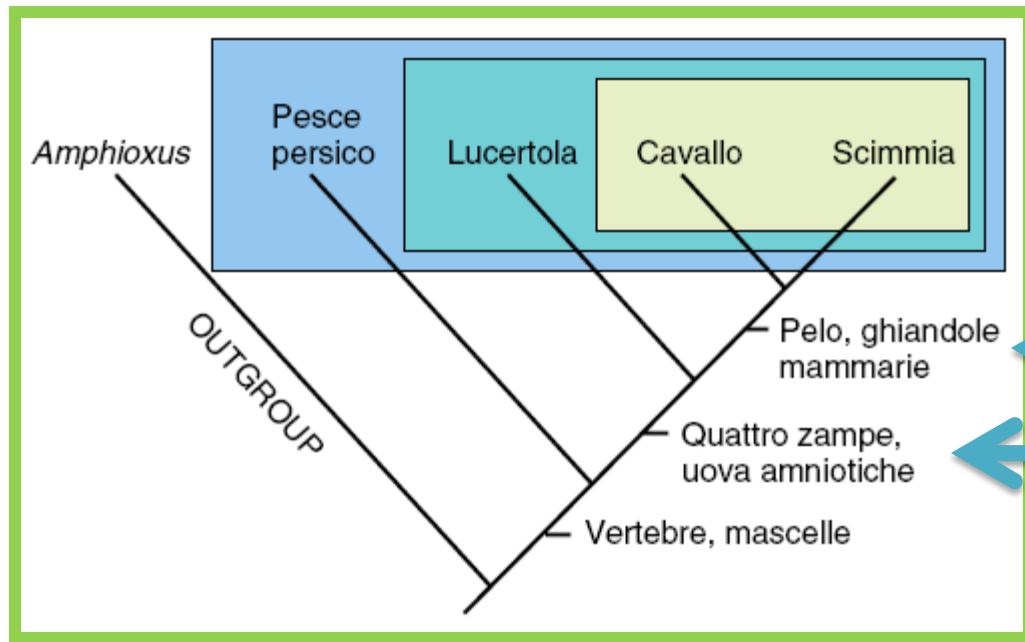 Amphioxus
Pesce
persico
Lucertola
Cavallo
Scimmia
OUTGROUP
Pelo, ghiandole
mammarie
Quattro zampe,
uova amniotiche
Vertebre, mascelle